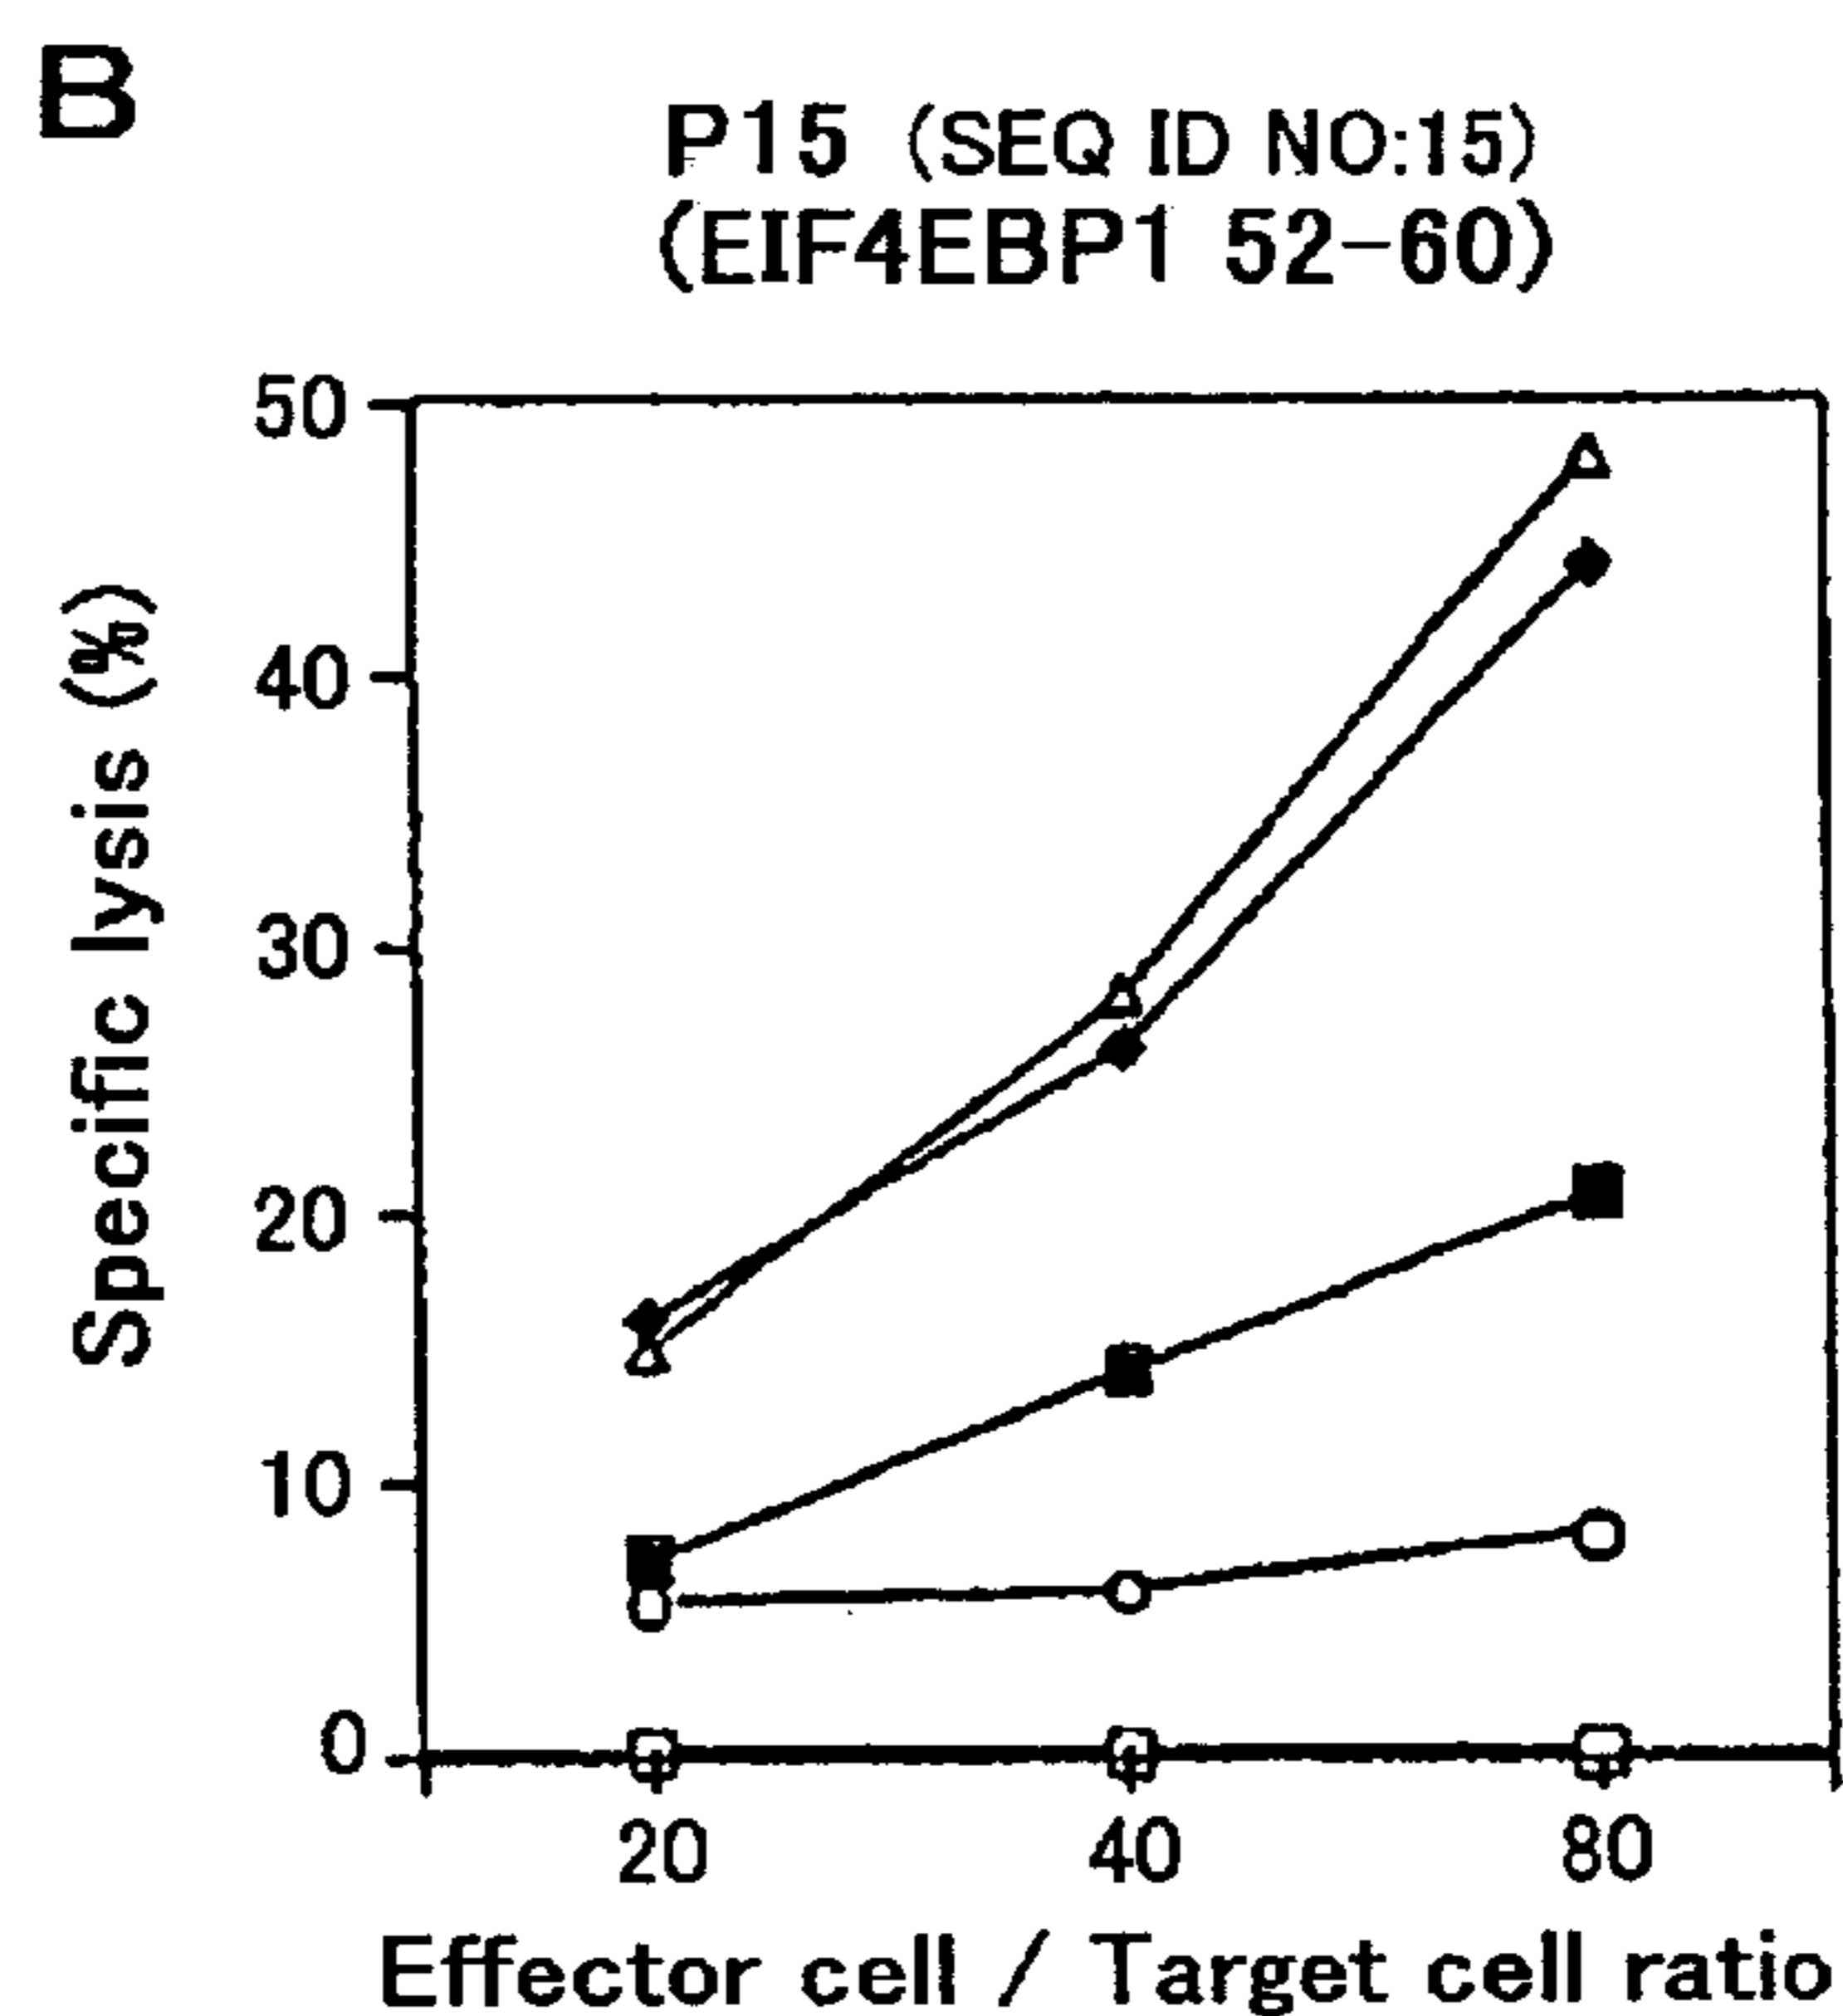 B
P15 (SEQ ID NO:15)
(EIF4EBP1 52-60)
Specific lysis (%)
50
40
30
20
10
0
20 40 80
Effector cell / Target cell ratio